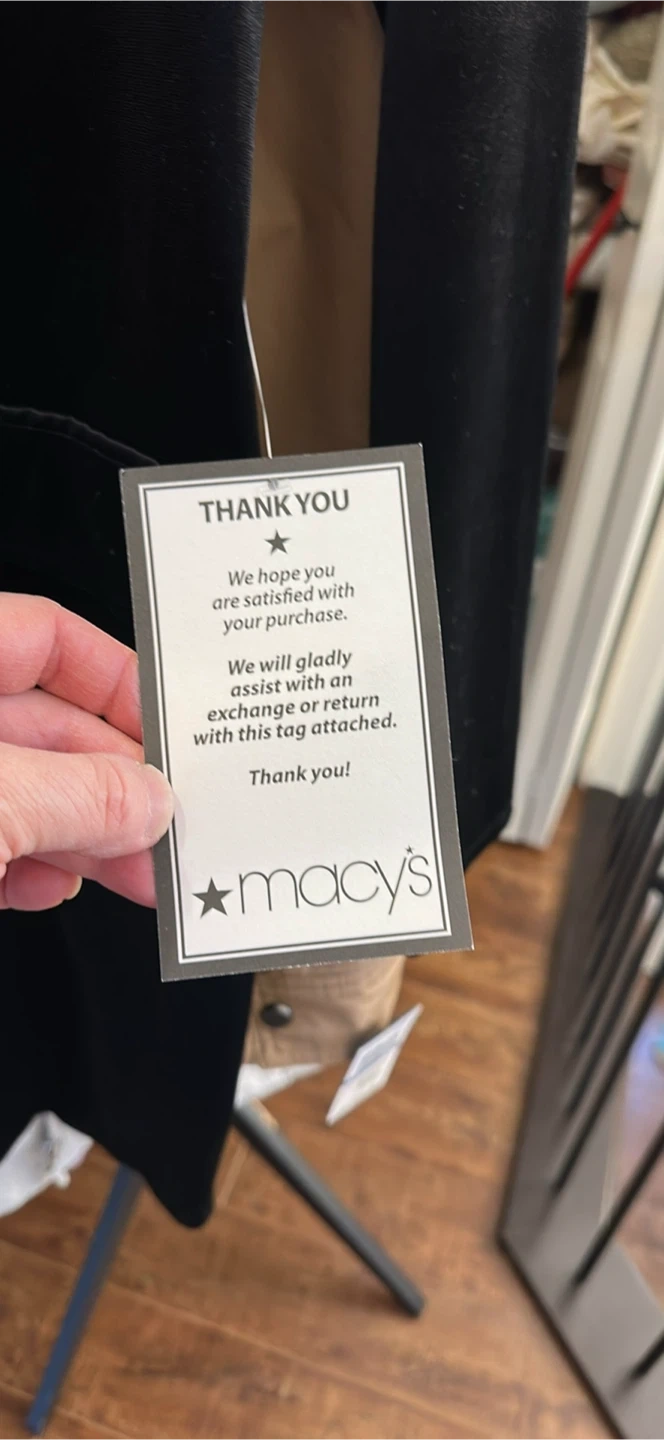 THANK YOU
We hope you
are satisfied with
your purchase.
We will gladly
assist with an
exchange or return
with this tag attached.
Thank you!
macy's